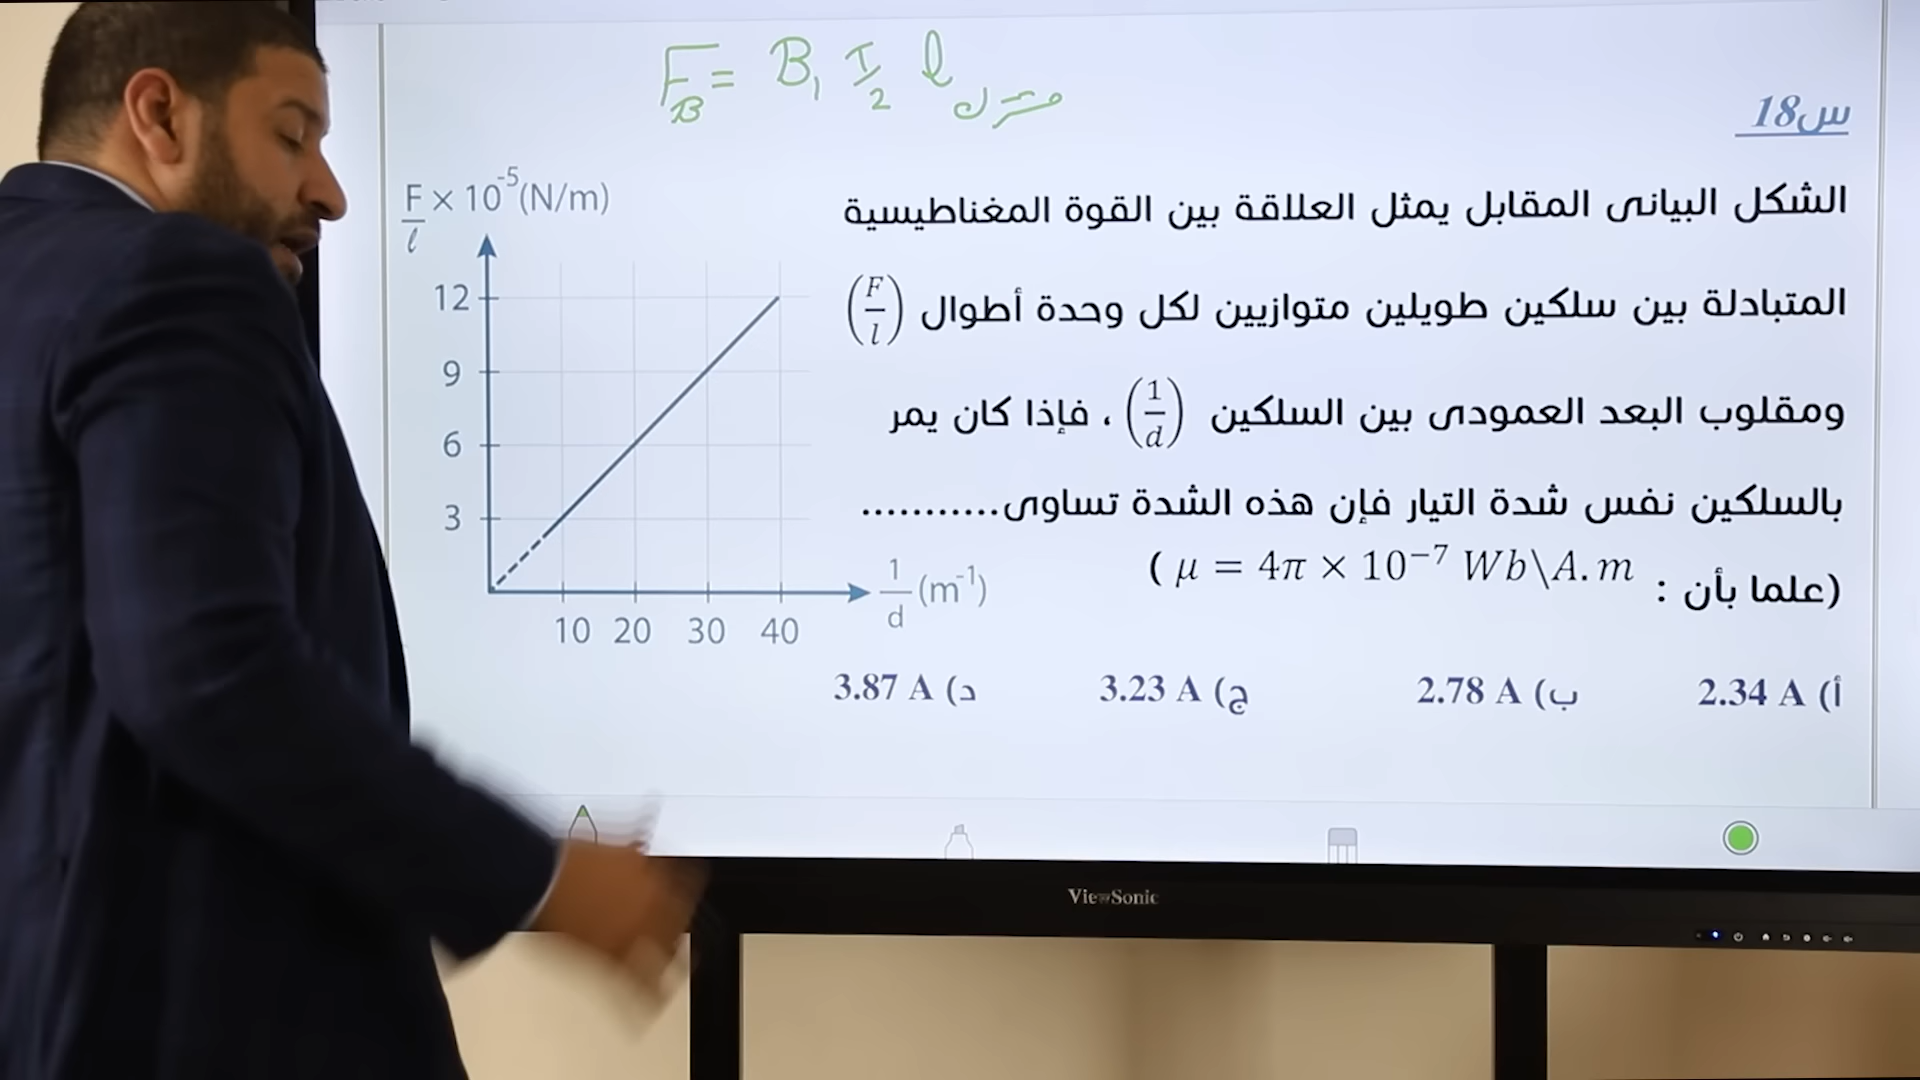 F_B = B₁ I₂ l مشترك
س18
الشكل البيانى المقابل يمثل العلاقة بين القوة المغناطيسية
المتبادلة بين سلكين طويلين متوازيين لكل وحدة أطوال (F/l)
ومقلوب البعد العمودى بين السلكين (1/d) ، فإذا كان يمر
بالسلكين نفس شدة التيار فإن هذه الشدة تساوى...........
(علما بأن : μ = 4π × 10⁻⁷ Wb\A.m )
أ) 2.34 A ب) 2.78 A ج) 3.23 A د) 3.87 A
F/l × 10⁻⁵(N/m)
12
9
6
3
10 20 30 40
1/d (m⁻¹)
ViewSonic